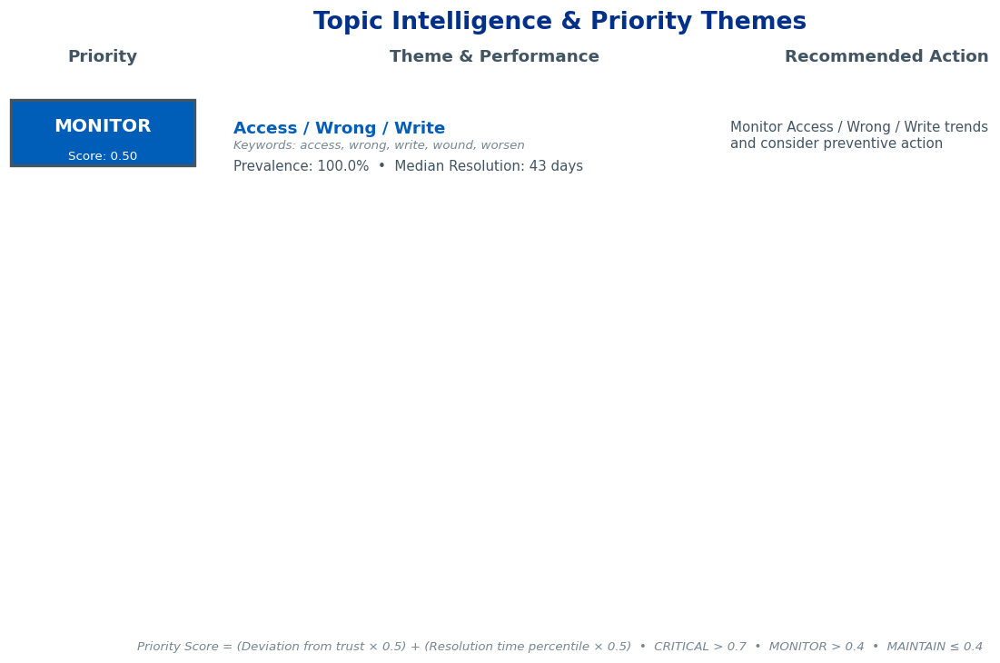 Topic Intelligence & Priority Themes
Priority
Theme & Performance
Recommended Action
MONITOR
Score: 0.50
Access / Wrong / Write
Keywords: access, wrong, write, wound, worsen
Prevalence: 100.0%  •  Median Resolution: 43 days
Monitor Access / Wrong / Write trends
and consider preventive action
Priority Score = (Deviation from trust × 0.5) + (Resolution time percentile × 0.5)  •  CRITICAL > 0.7  •  MONITOR > 0.4  •  MAINTAIN ≤ 0.4